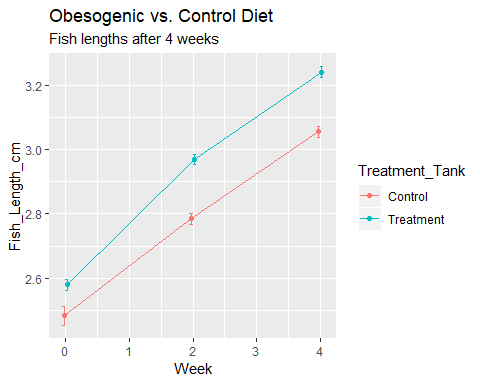 Obesogenic vs. Control Diet
Fish lengths after 4 weeks
3.2
3.0
2.8
2.6
Fish_Length_cm
0 1 2 3 4
Week
Treatment_Tank
Control
Treatment